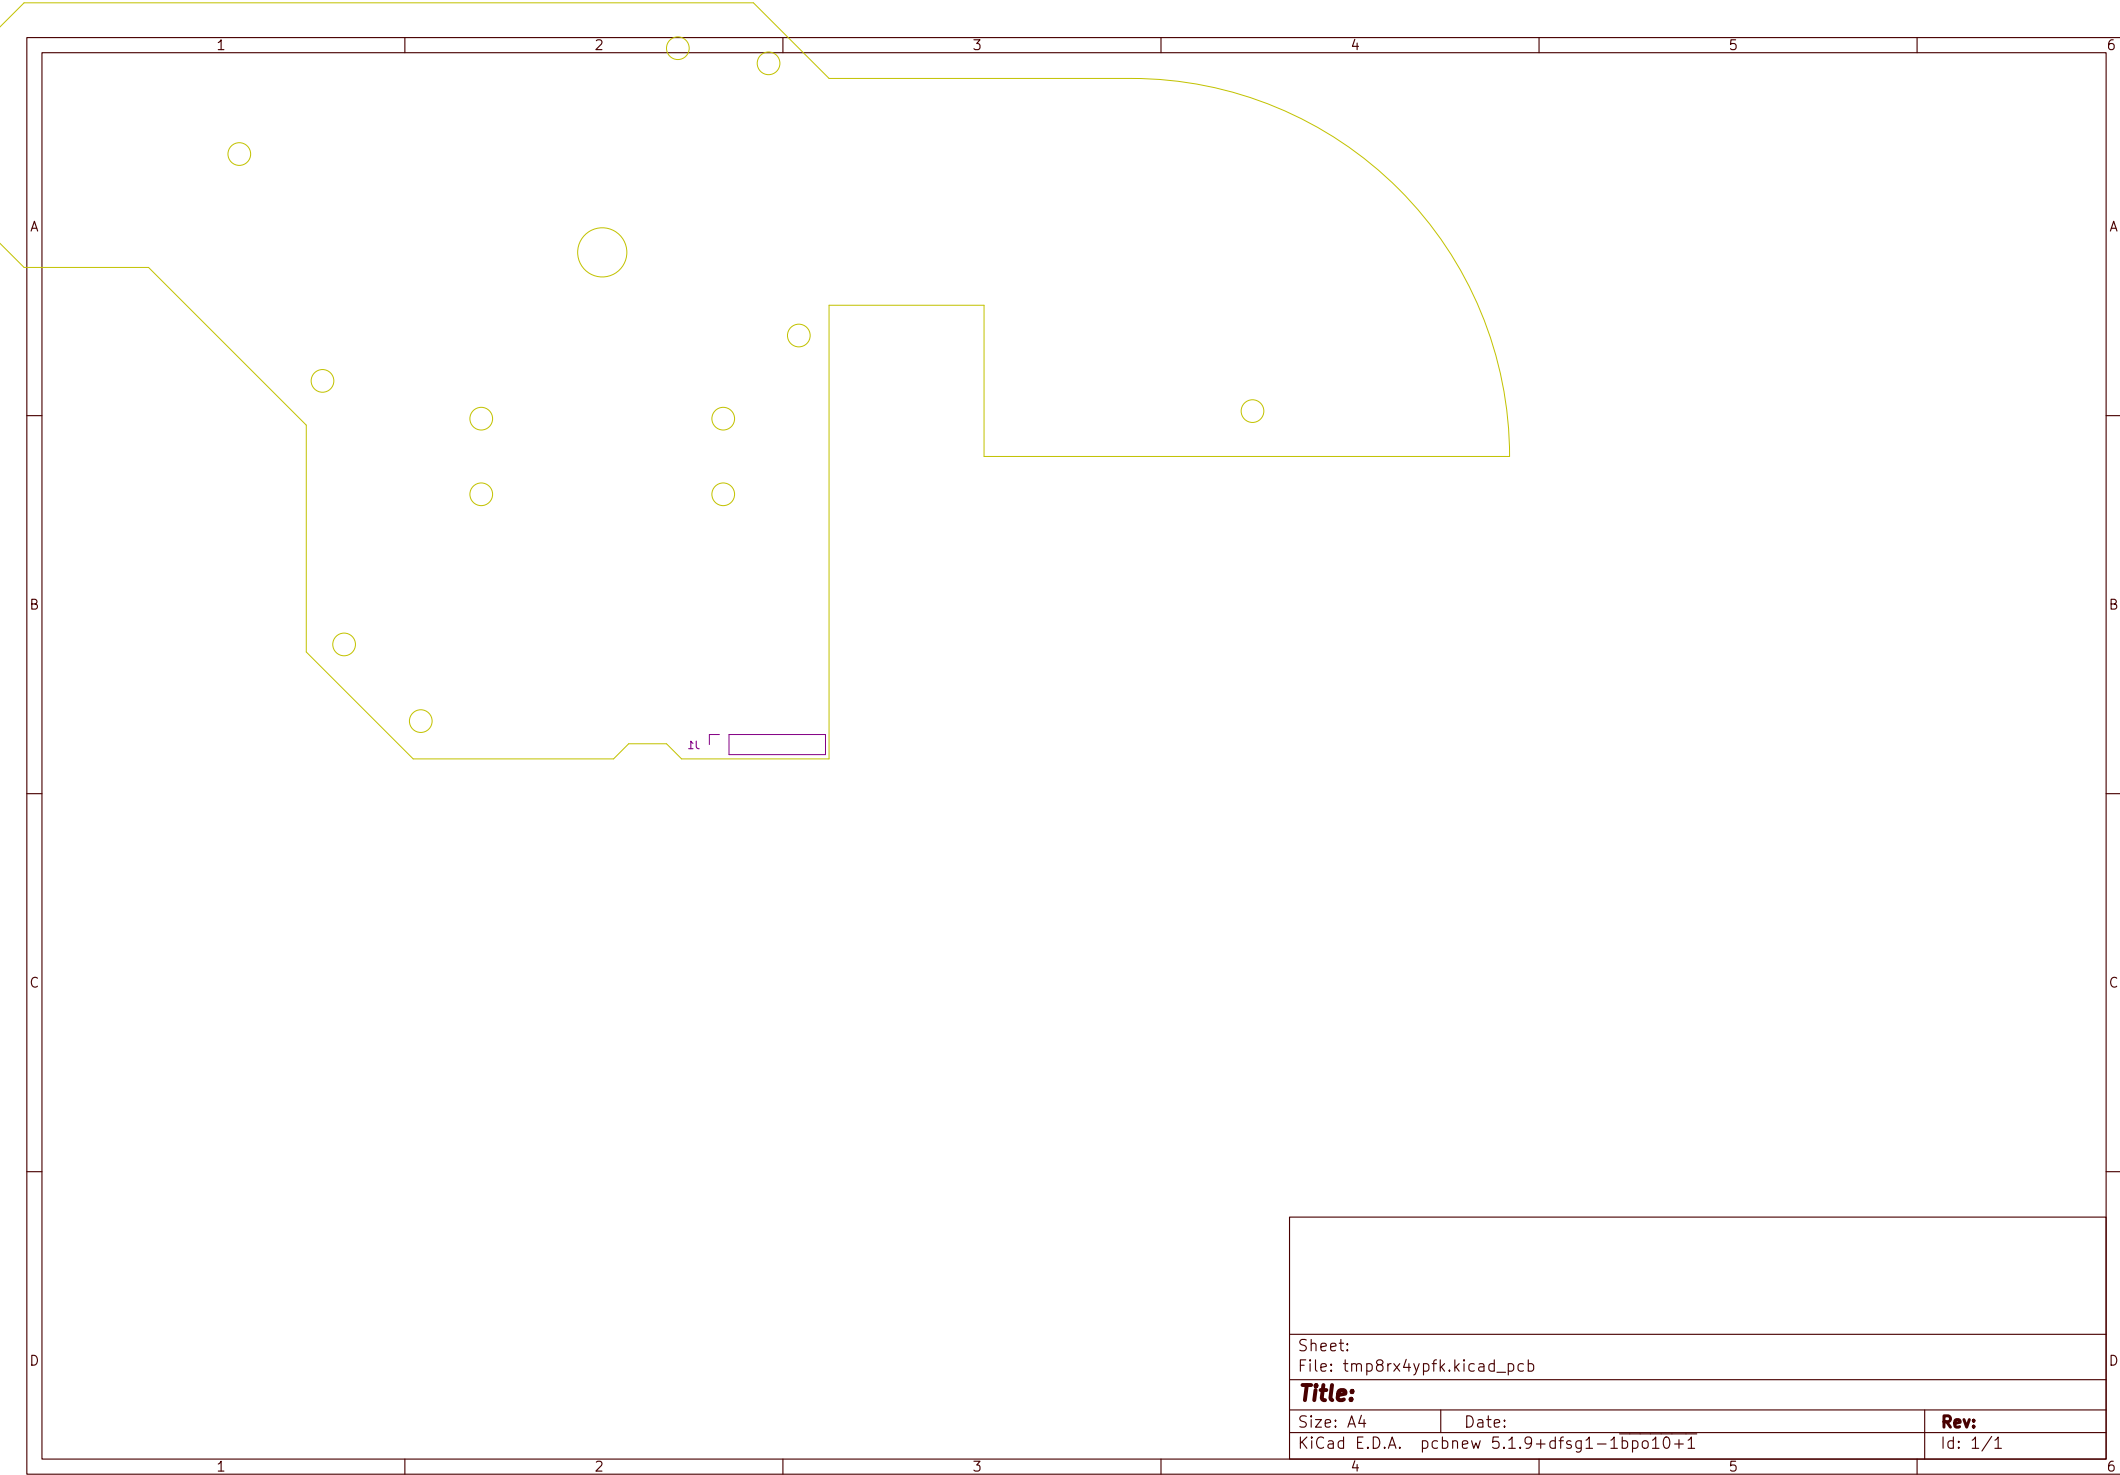 1 2 3 4 5 6
A A
B B
J1
C C
Sheet:
File: tmp8rx4ypfk.kicad_pcb
D D
Title:
Size: A4 Date: Rev:
KiCad E.D.A. pcbnew 5.1.9+dfsg1-1bpo10+1 Id: 1/1
1 2 3 4 5 6